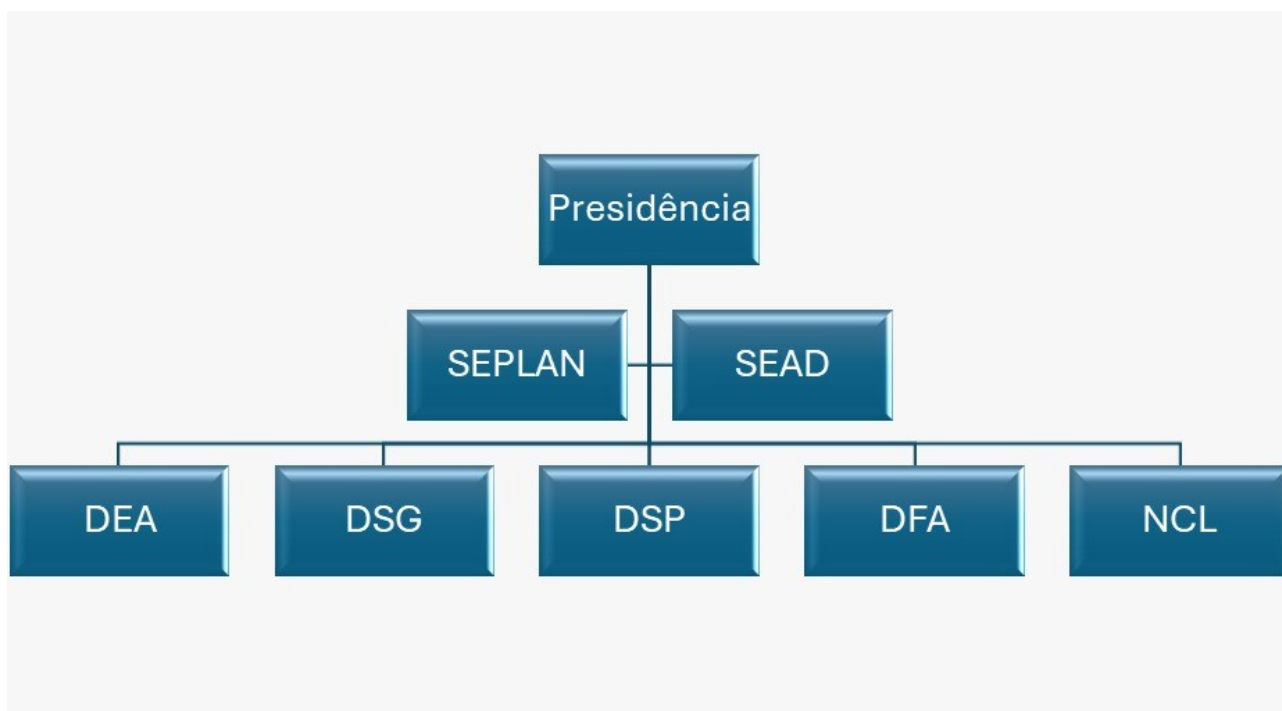 Presidência
SEPLAN
SEAD
DEA
DSG
DSP
DFA
NCL